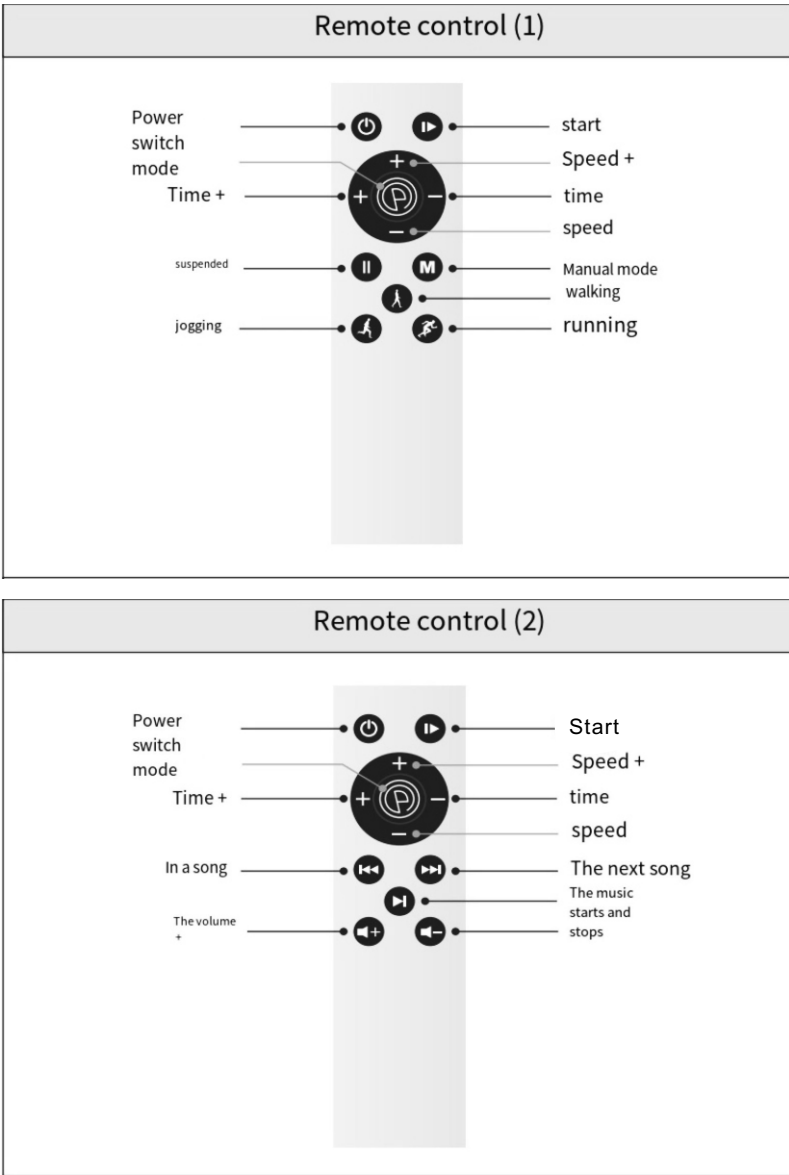 Remote control (1)
Power
switch
mode
start
Speed +
Time +
time
speed
suspended
M
Manual mode
walking
jogging
running
Remote control (2)
Power
switch
mode
Start
Speed +
Time +
time
speed
In a song
The next song
The music
starts and
stops
The volume
+